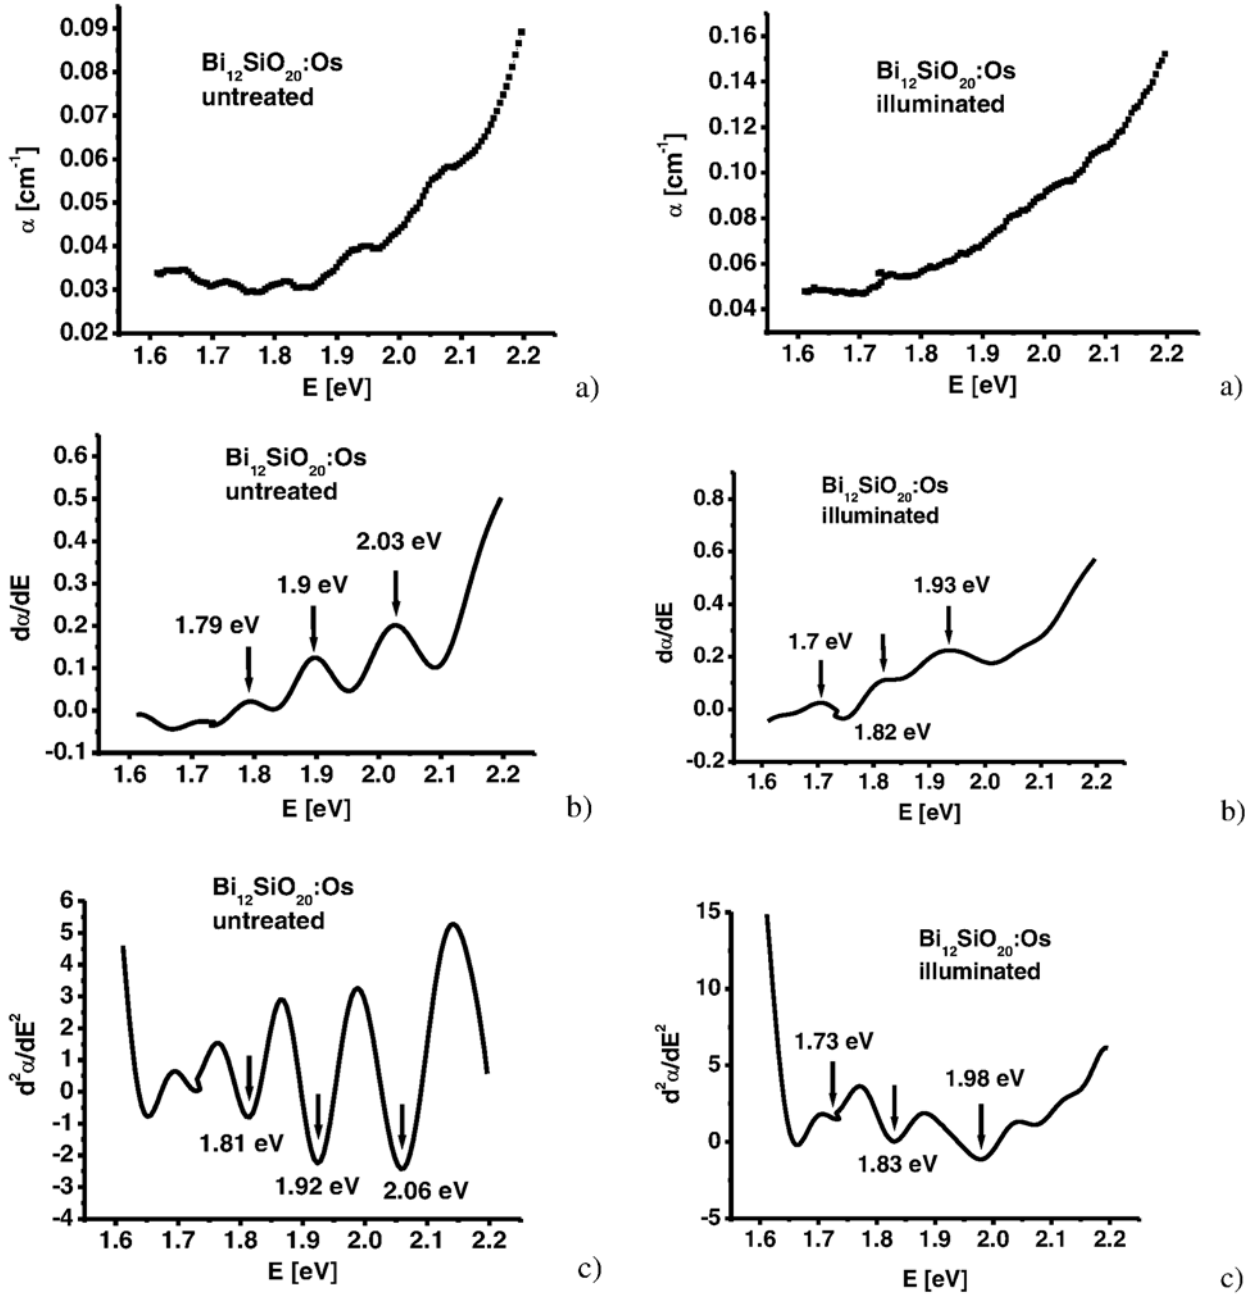 Bi₁₂SiO₂₀:Os
untreated
α [cm⁻¹]
0.09
0.08
0.07
0.06
0.05
0.04
0.03
0.02
1.6 1.7 1.8 1.9 2.0 2.1 2.2
E [eV]
a)
Bi₁₂SiO₂₀:Os
illuminated
α [cm⁻¹]
0.16
0.14
0.12
0.10
0.08
0.06
0.04
1.6 1.7 1.8 1.9 2.0 2.1 2.2
E [eV]
a)
Bi₁₂SiO₂₀:Os
untreated
dα/dE
0.6
0.5
0.4
0.3
0.2
0.1
0.0
-0.1
2.03 eV
1.9 eV
1.79 eV
1.6 1.7 1.8 1.9 2.0 2.1 2.2
E [eV]
b)
Bi₁₂SiO₂₀:Os
illuminated
dα/dE
0.8
0.6
0.4
0.2
0.0
-0.2
1.93 eV
1.7 eV
1.82 eV
1.6 1.7 1.8 1.9 2.0 2.1 2.2
E [eV]
b)
Bi₁₂SiO₂₀:Os
untreated
d²α/dE²
6
5
4
3
2
1
0
-1
-2
-3
-4
1.81 eV
1.92 eV
2.06 eV
1.6 1.7 1.8 1.9 2.0 2.1 2.2
E [eV]
c)
Bi₁₂SiO₂₀:Os
illuminated
d²α/dE²
15
10
5
0
-5
1.73 eV
1.98 eV
1.83 eV
1.6 1.7 1.8 1.9 2.0 2.1 2.2
E [eV]
c)